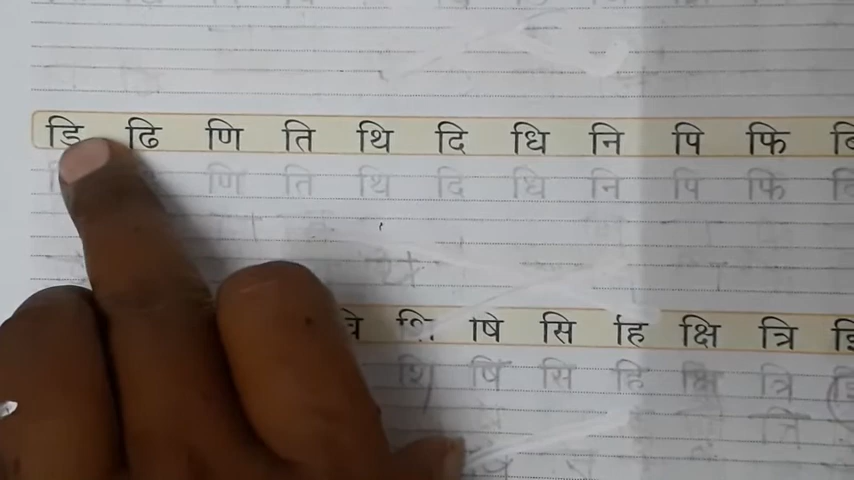 डि ढि णि ति थि दि धि नि पि फि
णि ति थि दि धि नि पि फि
षि सि हि क्षि त्रि
शि षि सि हि क्षि त्रि